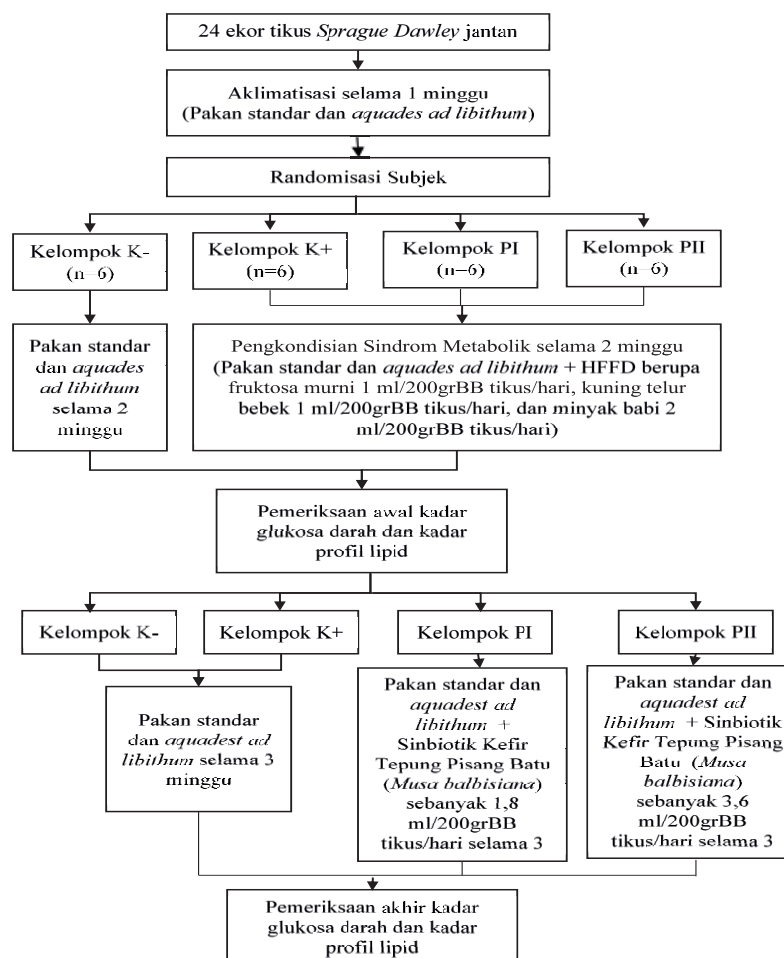 24 ekor tikus Sprague Dawley jantan
Aklimatisasi selama 1 minggu
(Pakan standar dan aquades ad libithum)
Randomisasi Subjek
Kelompok K-
(n=6)
Kelompok K+
(n=6)
Kelompok PI
(n=6)
Kelompok PII
(n=6)
Pakan standar
dan aquades
ad libithum
selama 2
minggu
Pengkondisian Sindrom Metabolik selama 2 minggu
(Pakan standar dan aquades ad libithum + HFFD berupa
fruktosa murni 1 ml/200grBB tikus/hari, kuning telur
bebek 1 ml/200grBB tikus/hari, dan minyak babi 2
ml/200grBB tikus/hari)
Pemeriksaan awal kadar
glukosa darah dan kadar
profil lipid
Kelompok K-
Kelompok K+
Kelompok PI
Kelompok PII
Pakan standar
dan aquadest ad
libithum selama 3
minggu
Pakan standar dan
aquadest ad
libithum +
Sinbiotik Kefir
Tepung Pisang Batu
Batu (Musa balbisiana)
sebanyak 1,8
ml/200grBB
tikus/hari selama 3
Pakan standar dan
aquadest ad
libithum + Sinbiotik
Kefir Tepung Pisang
Batu (Musa
balbisiana)
sebanyak 3,6
ml/200grBB
tikus/hari selama 3
Pemeriksaan akhir kadar
glukosa darah dan kadar
profil lipid